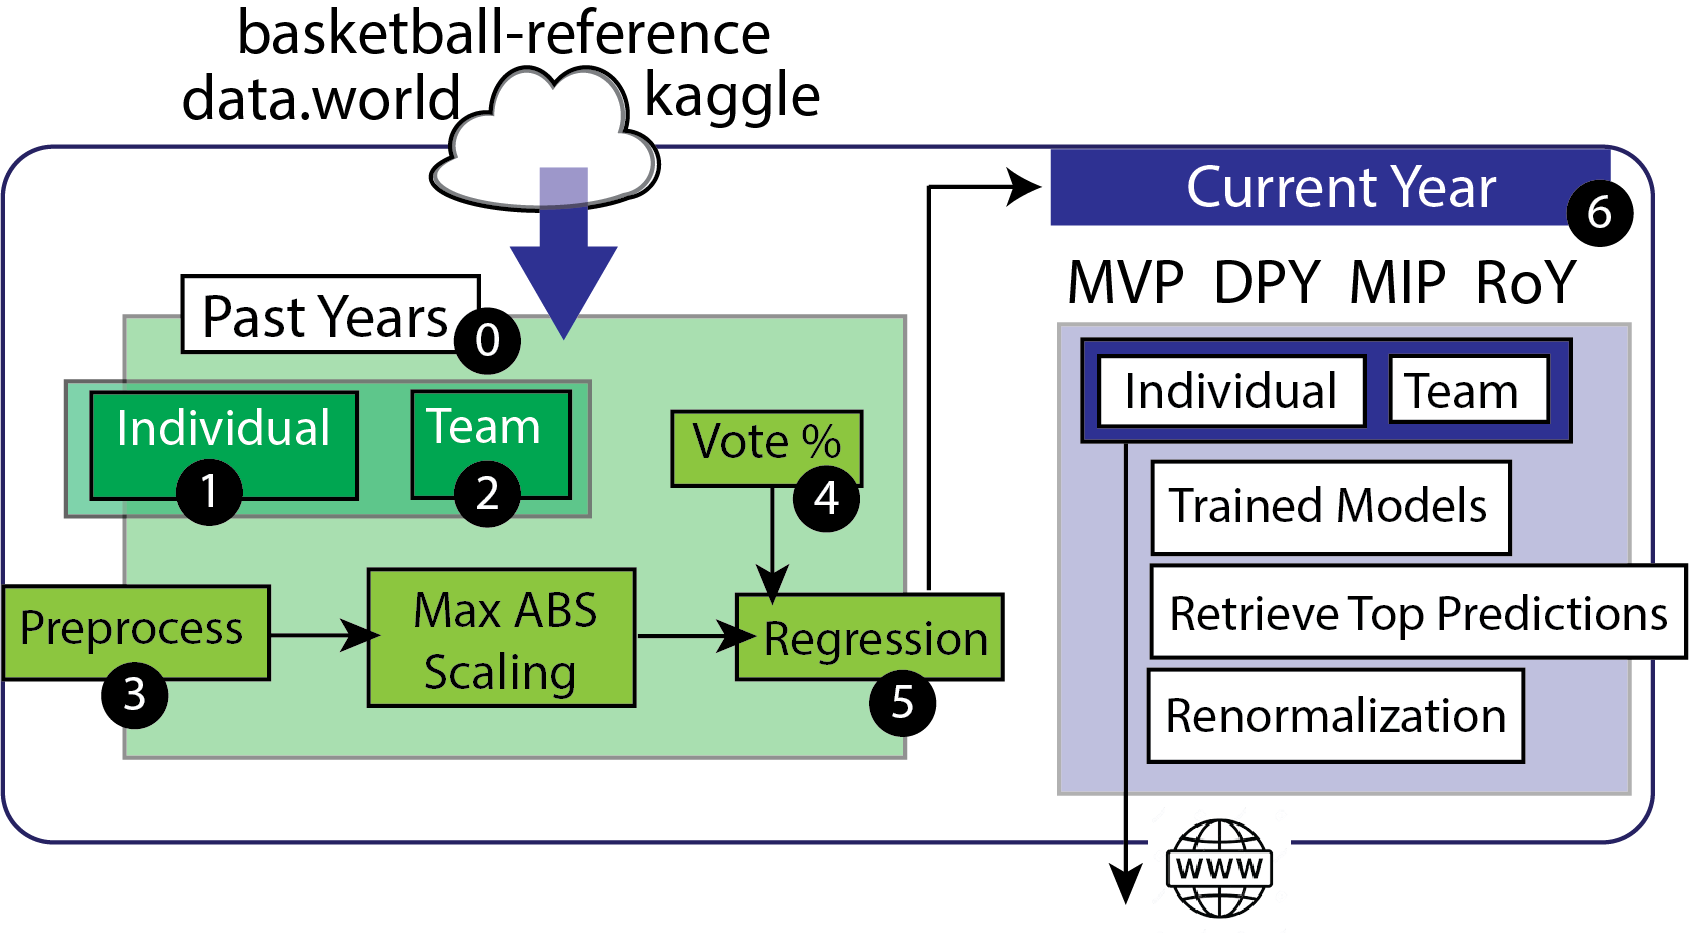 basketball-reference
data.world
kaggle
Past Years
0
Individual
1
Team
2
Vote %
4
Preprocess
3
Max ABS
Scaling
Regression
5
Current Year
6
MVP DPY MIP RoY
Individual
Team
Trained Models
Retrieve Top Predictions
Renormalization
WWW